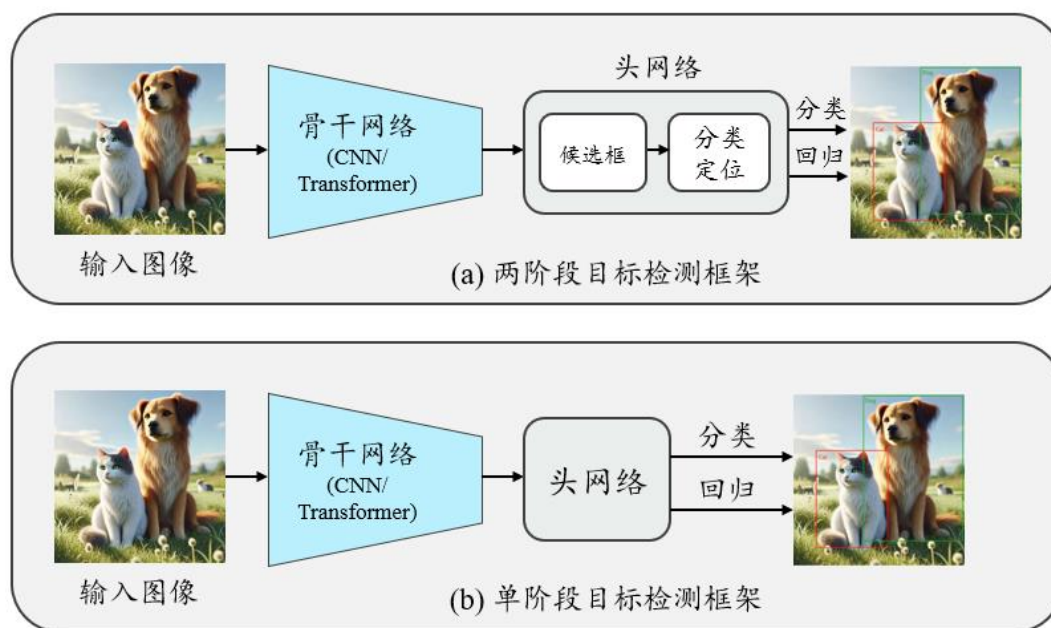 头网络
骨干网络
(CNN/
Transformer)
候选框
分类
定位
分类
回归
输入图像
(a) 两阶段目标检测框架
骨干网络
(CNN/
Transformer)
头网络
分类
回归
输入图像
(b) 单阶段目标检测框架